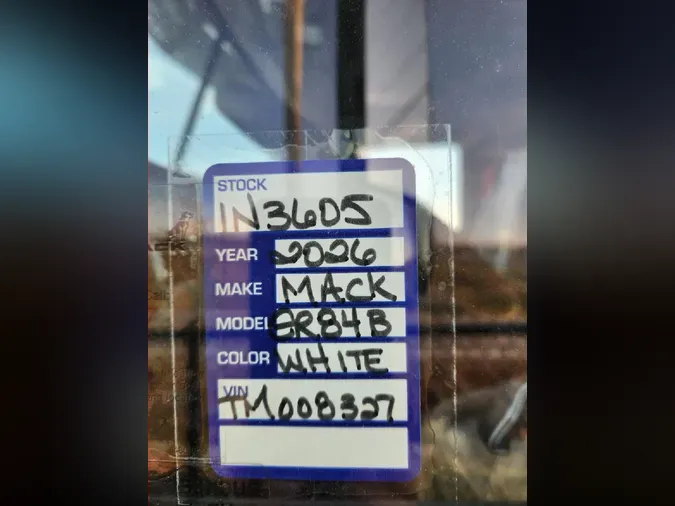 STOCK
IN3605
YEAR 2026
MAKE MACK
MODEL GR84B
COLOR WHITE
VIN
TM008327